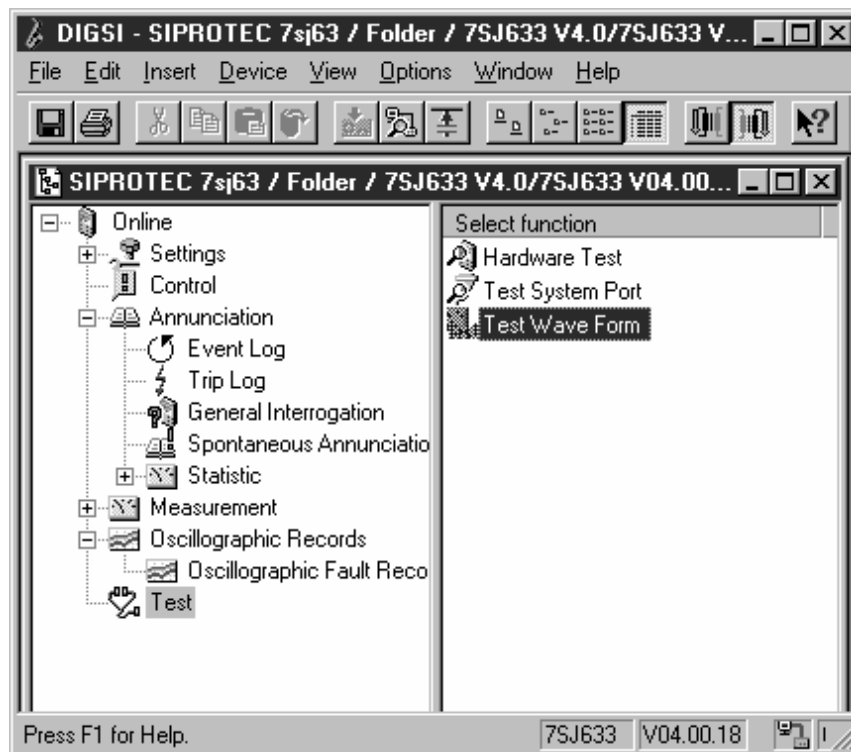 DIGSI - SIPROTEC 7sj63 / Folder / 7SJ633 V4.0/7SJ633 V...
File Edit Insert Device View Options Window Help
SIPROTEC 7sj63 / Folder / 7SJ633 V4.0/7SJ633 V04.00...
Online
Settings
Control
Annunciation
Event Log
Trip Log
General Interrogation
Spontaneous Annunciatio
Statistic
Measurement
Oscillographic Records
Oscillographic Fault Reco
Test
Select function
Hardware Test
Test System Port
Test Wave Form
Press F1 for Help.
7SJ633
V04.00.18